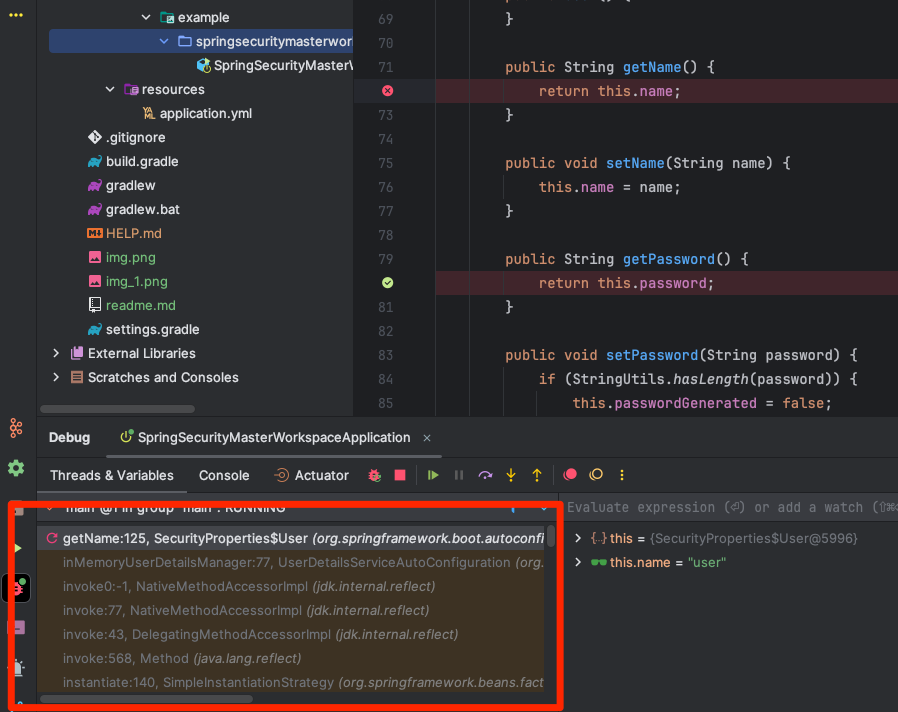 example
springsecuritymasterwor
SpringSecurityMasterW
resources
application.yml
.gitignore
build.gradle
gradlew
gradlew.bat
HELP.md
img.png
img_1.png
readme.md
settings.gradle
External Libraries
Scratches and Consoles
69 }
70
71 public String getName() {
return this.name;
73 }
74
75 public void setName(String name) {
76 this.name = name;
77 }
78
79 public String getPassword() {
return this.password;
81 }
82
83 public void setPassword(String password) {
84 if (StringUtils.hasLength(password)) {
85 this.passwordGenerated = false;
Debug SpringSecurityMasterWorkspaceApplication ×
Threads & Variables Console Actuator
"main"@1 in group "main": RUNNING
getName:125, SecurityProperties$User (org.springframework.boot.autoconfi
inMemoryUserDetailsManager:77, UserDetailsServiceAutoConfiguration (org.
invoke0:-1, NativeMethodAccessorImpl (jdk.internal.reflect)
invoke:77, NativeMethodAccessorImpl (jdk.internal.reflect)
invoke:43, DelegatingMethodAccessorImpl (jdk.internal.reflect)
invoke:568, Method (java.lang.reflect)
instantiate:140, SimpleInstantiationStrategy (org.springframework.beans.fact
Evaluate expression (⏎) or add a watch (⇧⌘
this = {SecurityProperties$User@5996}
this.name = "user"